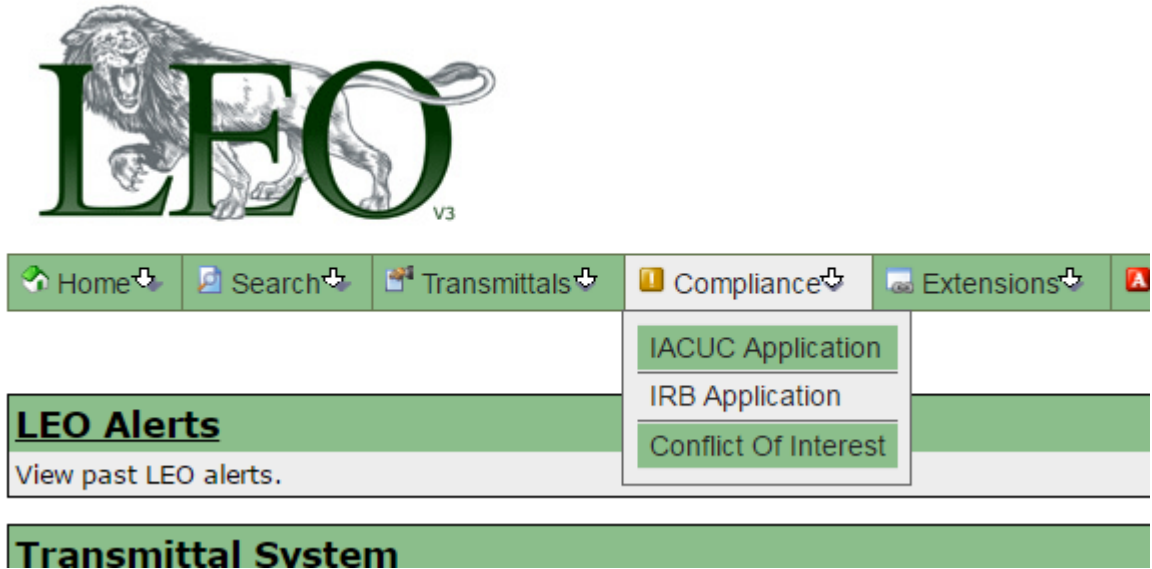 LEO
V3
Home Search Transmittals Compliance Extensions A
IACUC Application
IRB Application
Conflict Of Interest
LEO Alerts
View past LEO alerts.
Transmittal System